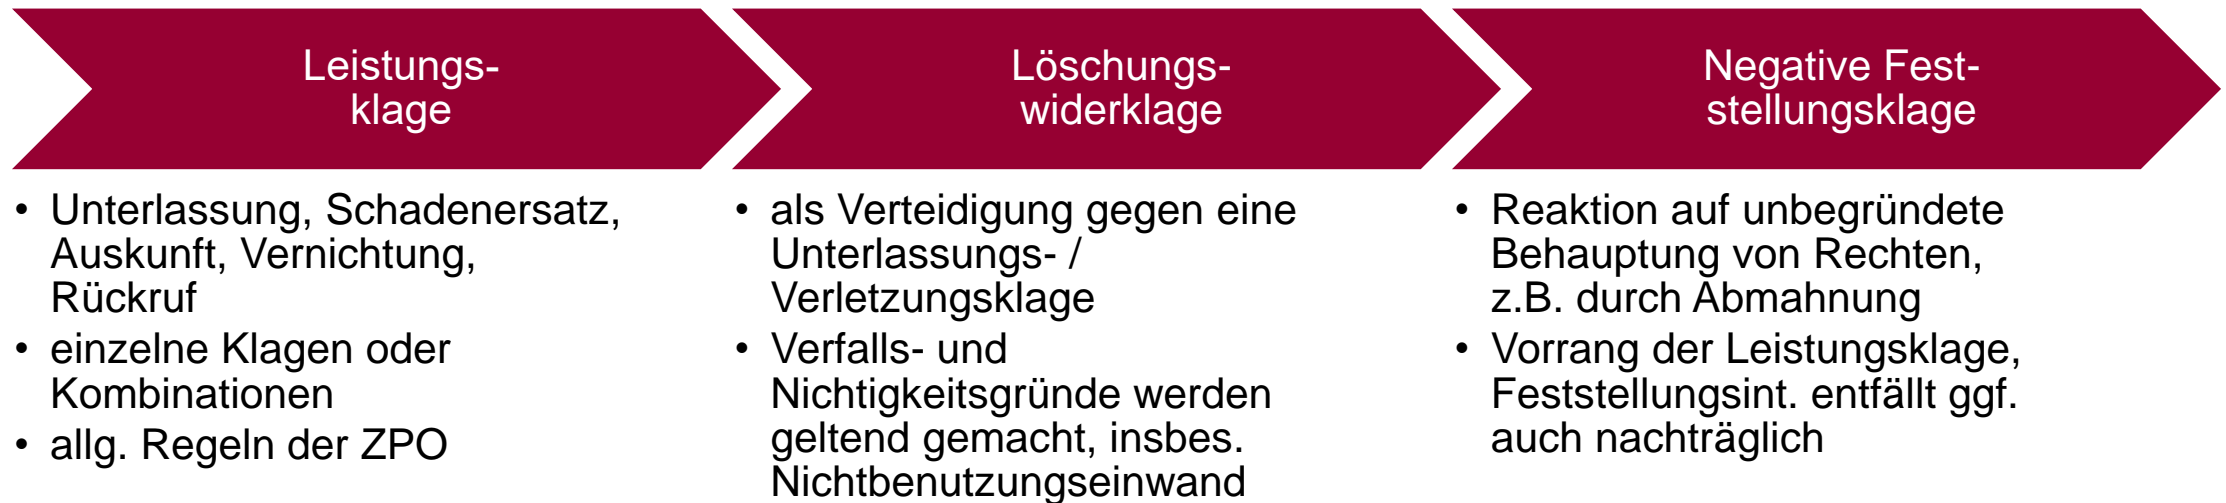 Leistungs-
klage
• Unterlassung, Schadenersatz,
Auskunft, Vernichtung,
Rückruf
• einzelne Klagen oder
Kombinationen
• allg. Regeln der ZPO
Löschungs-
widerklage
• als Verteidigung gegen eine
Unterlassungs- /
Verletzungsklage
• Verfalls- und
Nichtigkeitsgründe werden
geltend gemacht, insbes.
Nichtbenutzungseinwand
Negative Fest-
stellungsklage
• Reaktion auf unbegründete
Behauptung von Rechten,
z.B. durch Abmahnung
• Vorrang der Leistungsklage,
Feststellungsint. entfällt ggf.
auch nachträglich